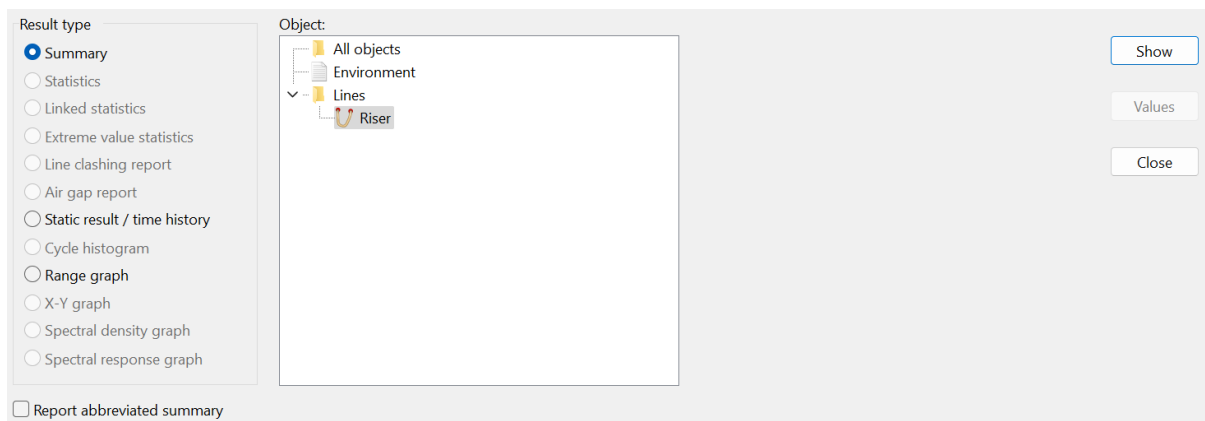 Result type
Summary
Statistics
Linked statistics
Extreme value statistics
Line clashing report
Air gap report
Static result / time history
Cycle histogram
Range graph
X-Y graph
Spectral density graph
Spectral response graph
Report abbreviated summary
Object:
All objects
Environment
Lines
Riser
Show
Values
Close